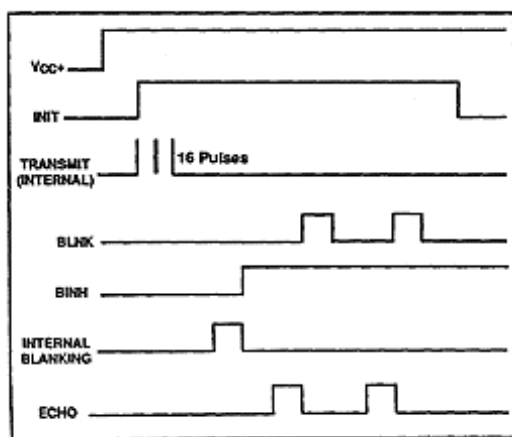 VCC+
INIT
TRANSMIT
(INTERNAL)
16 Pulses
BLNK
BINH
INTERNAL
BLANKING
ECHO